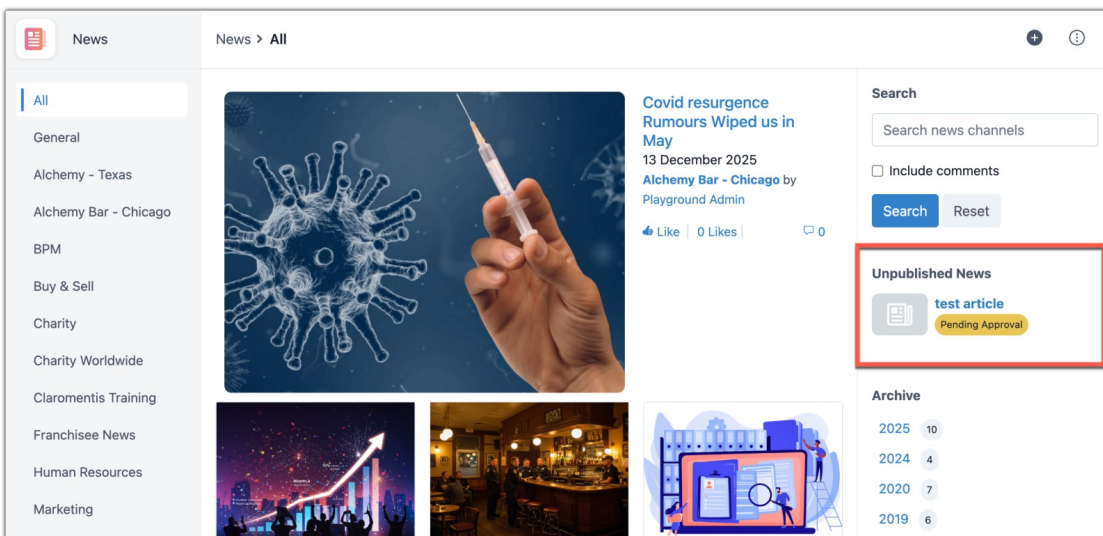 News
News > All
All
General
Alchemy - Texas
Alchemy Bar - Chicago
BPM
Buy & Sell
Charity
Charity Worldwide
Claromentis Training
Franchisee News
Human Resources
Marketing
Covid resurgence
Rumours Wiped us in
May
13 December 2025
Alchemy Bar - Chicago by
Playground Admin
Like 0 Likes 0
Search
Search news channels
Include comments
Search Reset
Unpublished News
test article
Pending Approval
Archive
2025 10
2024 4
2020 7
2019 6